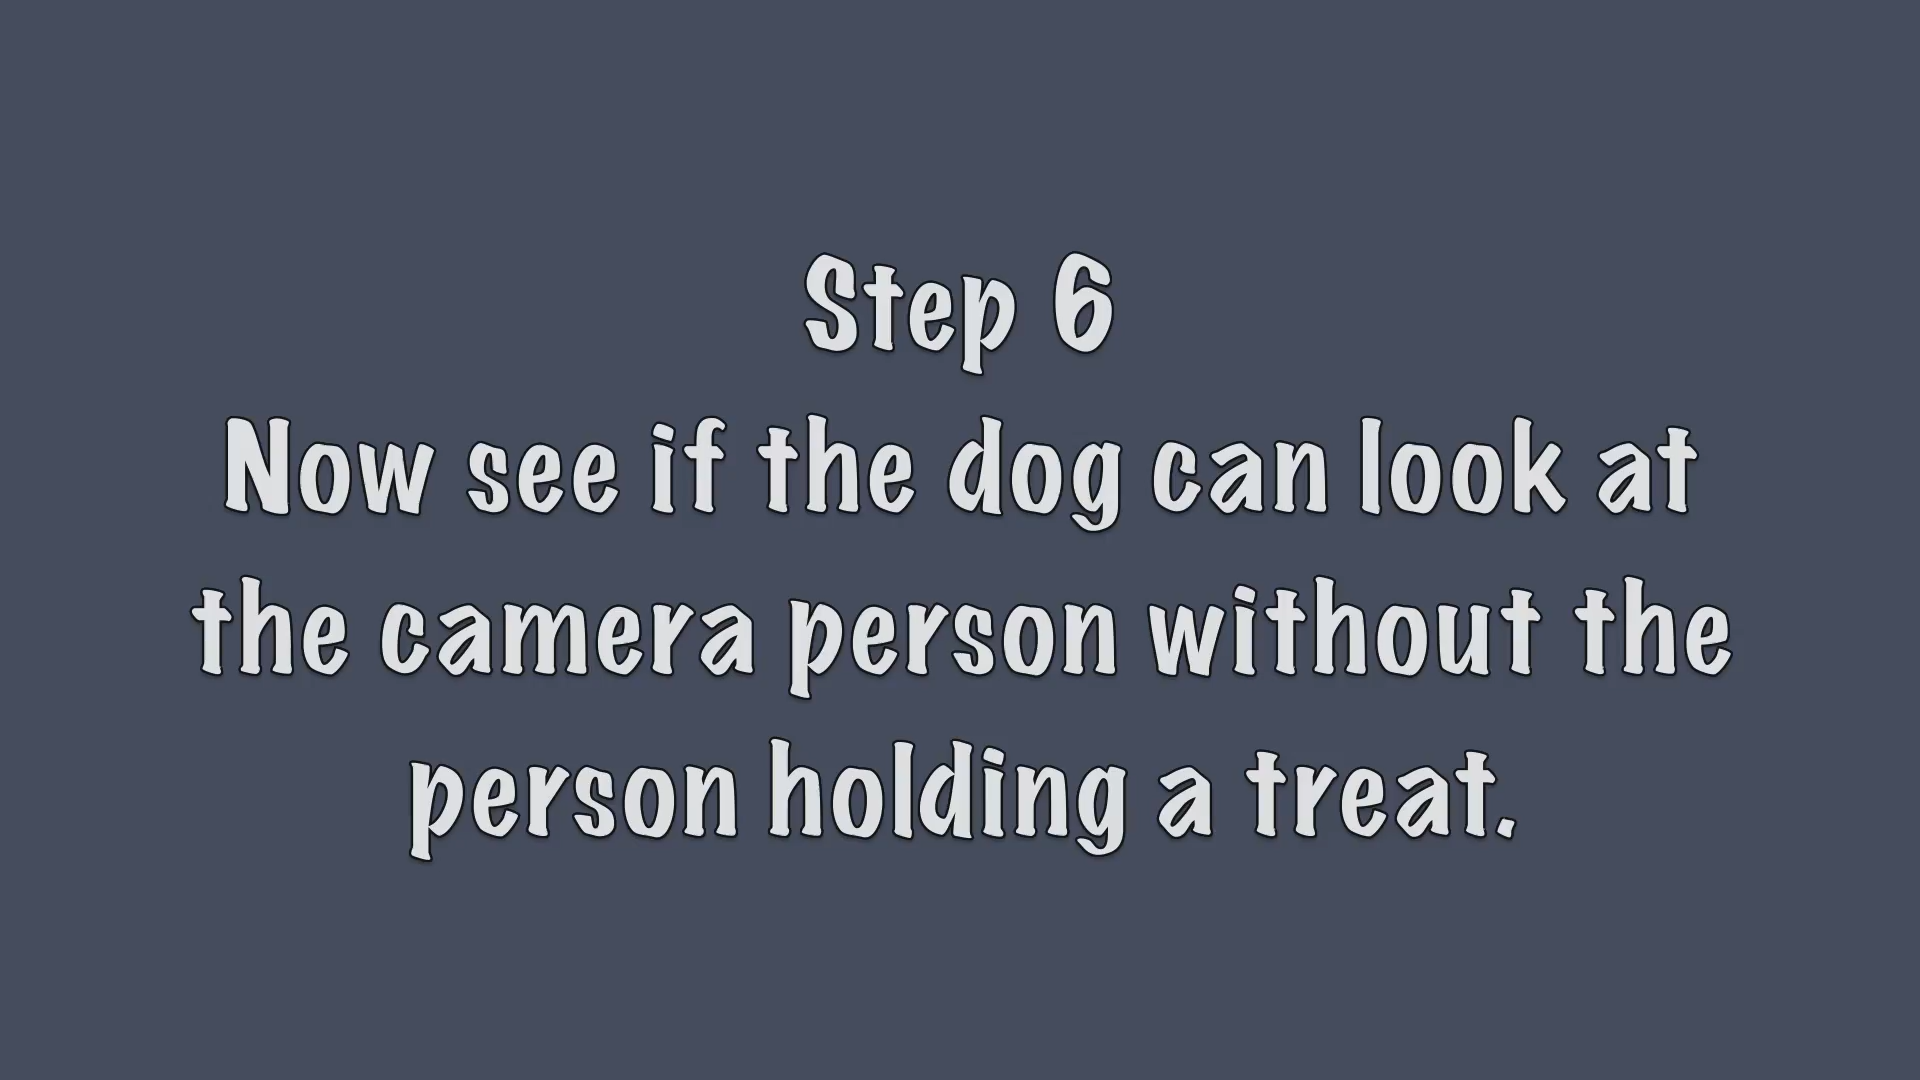 Step 6
Now see if the dog can look at
the camera person without the
person holding a treat.